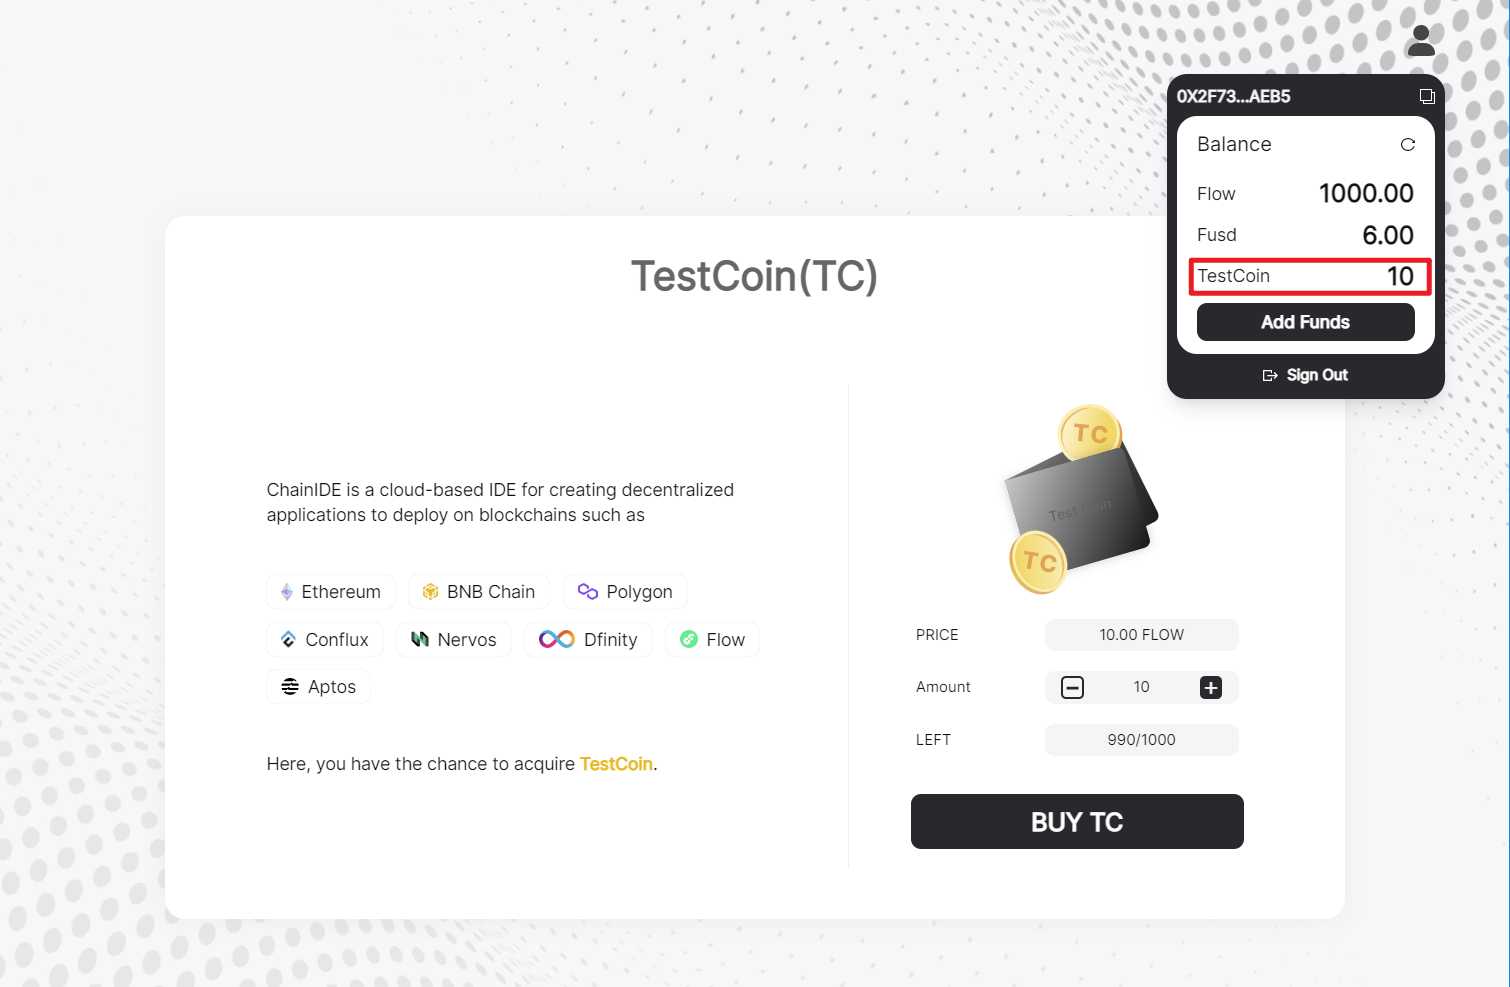 0X2F73...AEB5
Balance
Flow 1000.00
Fusd 6.00
TestCoin 10
Add Funds
Sign Out
TestCoin(TC)
ChainIDE is a cloud-based IDE for creating decentralized
applications to deploy on blockchains such as
Ethereum BNB Chain Polygon
Conflux Nervos Dfinity Flow
Aptos
Here, you have the chance to acquire TestCoin.
TC
Test Coin
TC
PRICE 10.00 FLOW
Amount 10
LEFT 990/1000
BUY TC